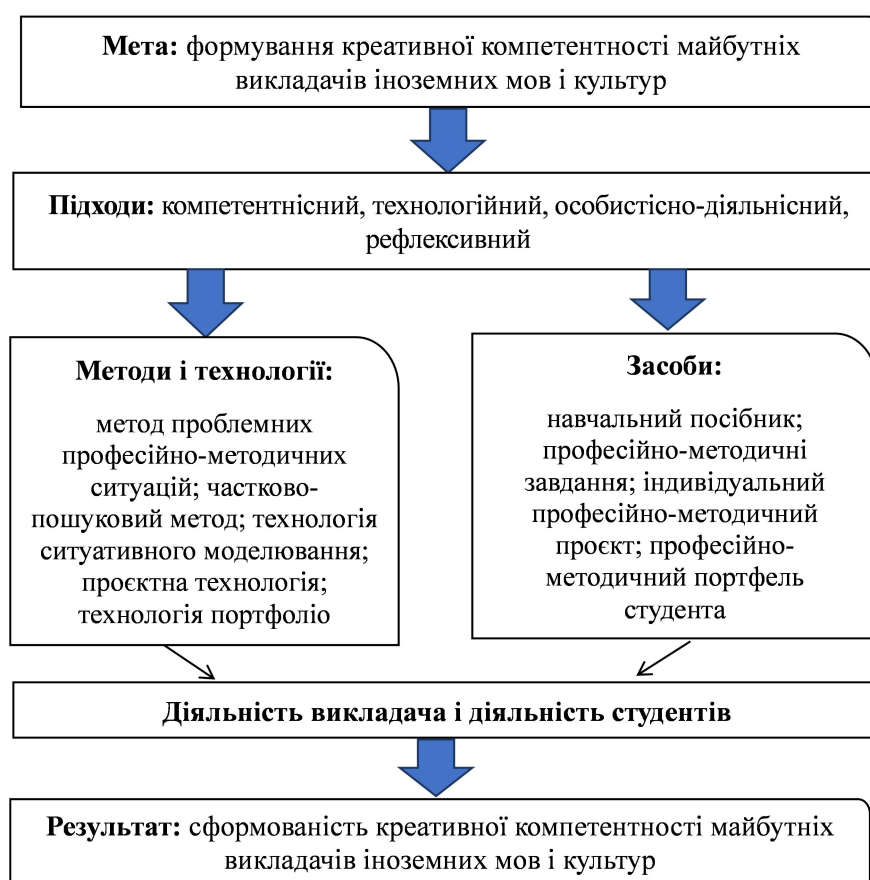 Мета: формування креативної компетентності майбутніх
викладачів іноземних мов і культур
Підходи: компетентнісний, технологійний, особистісно-діяльнісний,
рефлексивний
Методи і технології:
метод проблемних
професійно-методичних
ситуацій; частково-
пошуковий метод; технологія
ситуативного моделювання;
проєктна технологія;
технологія портфоліо
Засоби:
навчальний посібник;
професійно-методичні
завдання; індивідуальний
професійно-методичний
проєкт; професійно-
методичний портфель
студента
Діяльність викладача і діяльність студентів
Результат: сформованість креативної компетентності майбутніх
викладачів іноземних мов і культур